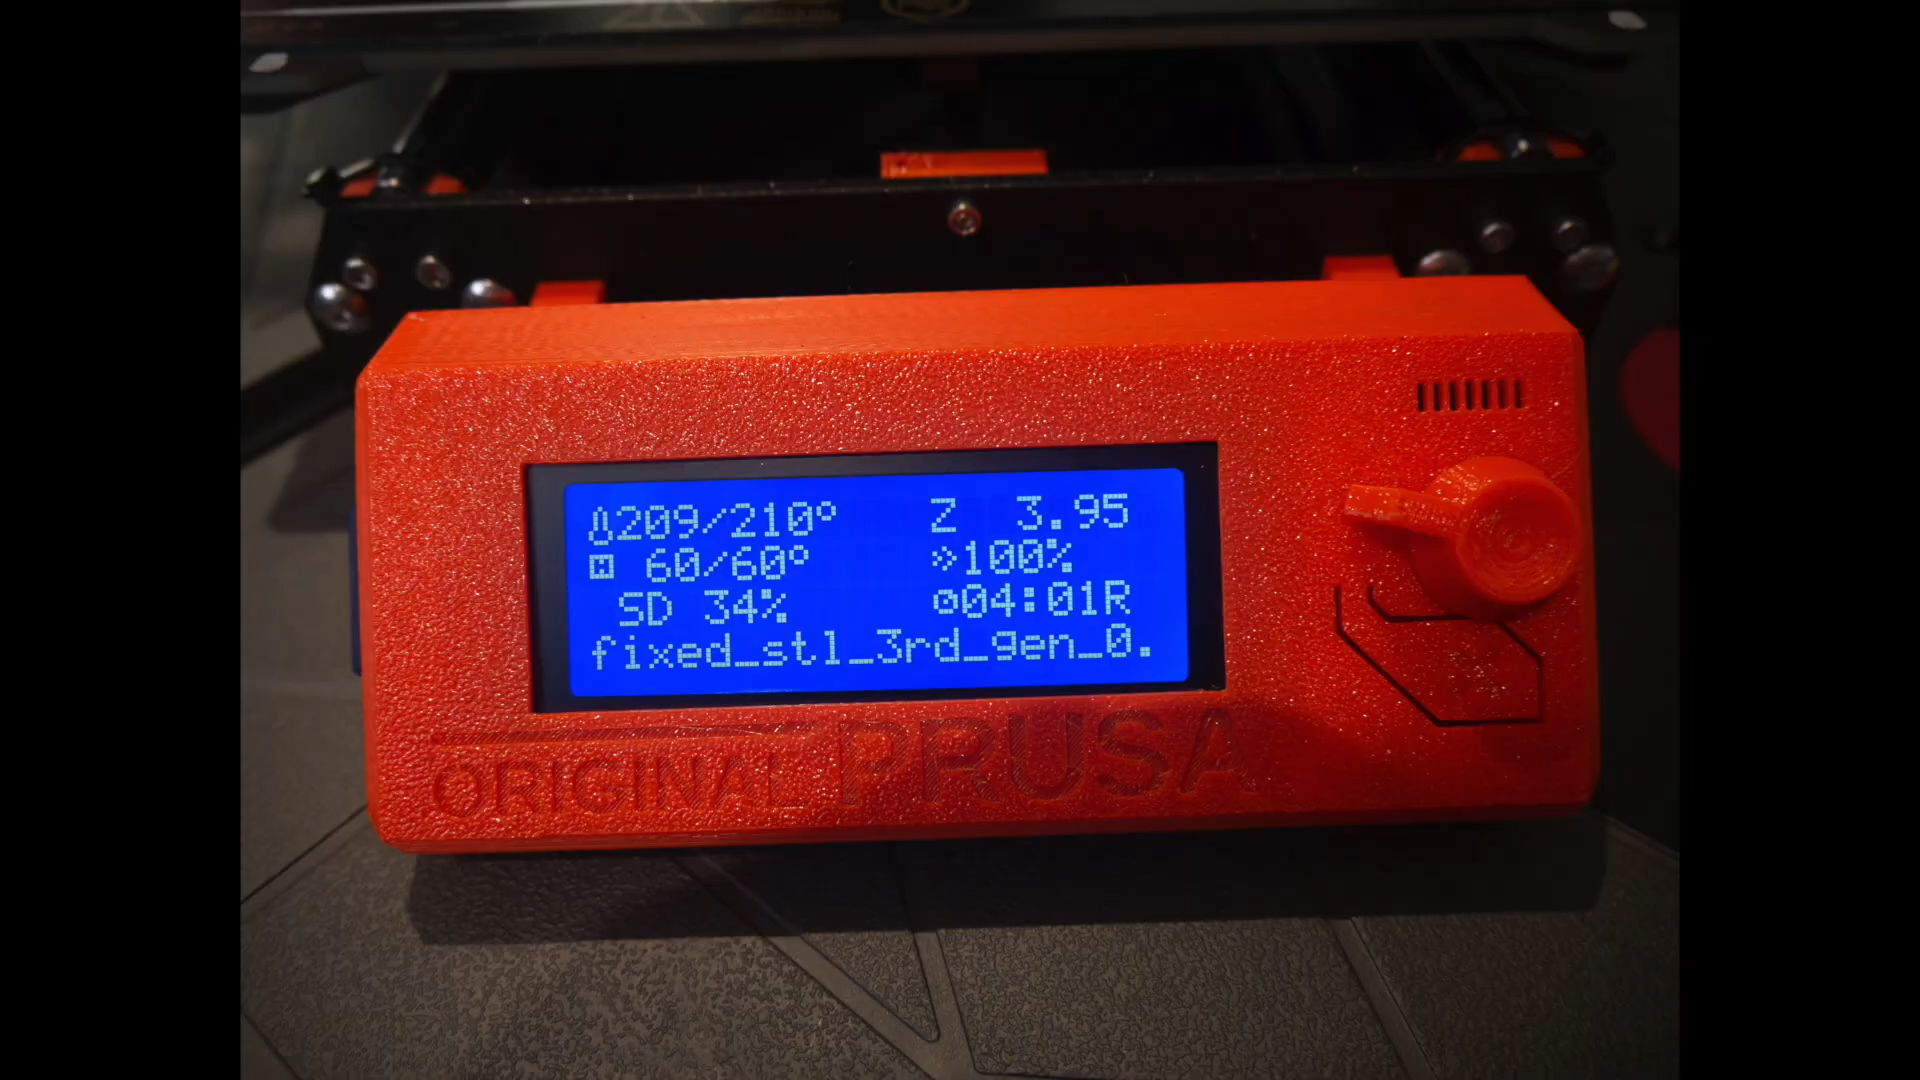 209/210°
Z 3.95
60/60°
100%
SD 34%
04:01R
fixed_stl_3rd_gen_0.
ORIGINAL PRUSA